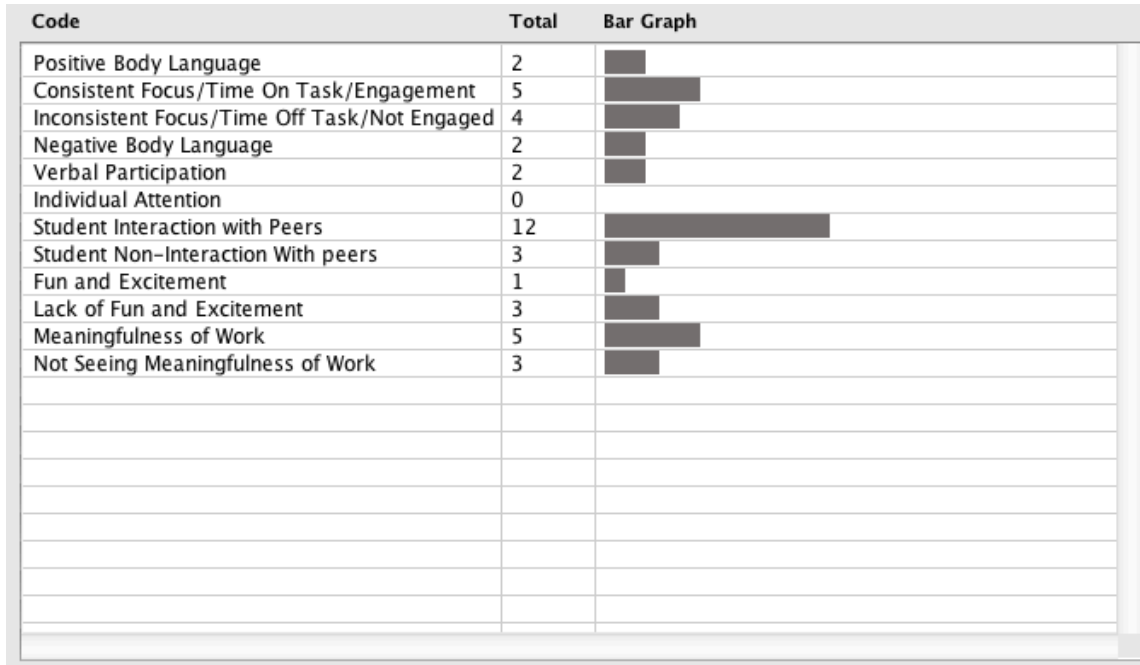 Code Total Bar Graph
Positive Body Language 2
Consistent Focus/Time On Task/Engagement 5
Inconsistent Focus/Time Off Task/Not Engaged 4
Negative Body Language 2
Verbal Participation 2
Individual Attention 0
Student Interaction with Peers 12
Student Non-Interaction With peers 3
Fun and Excitement 1
Lack of Fun and Excitement 3
Meaningfulness of Work 5
Not Seeing Meaningfulness of Work 3